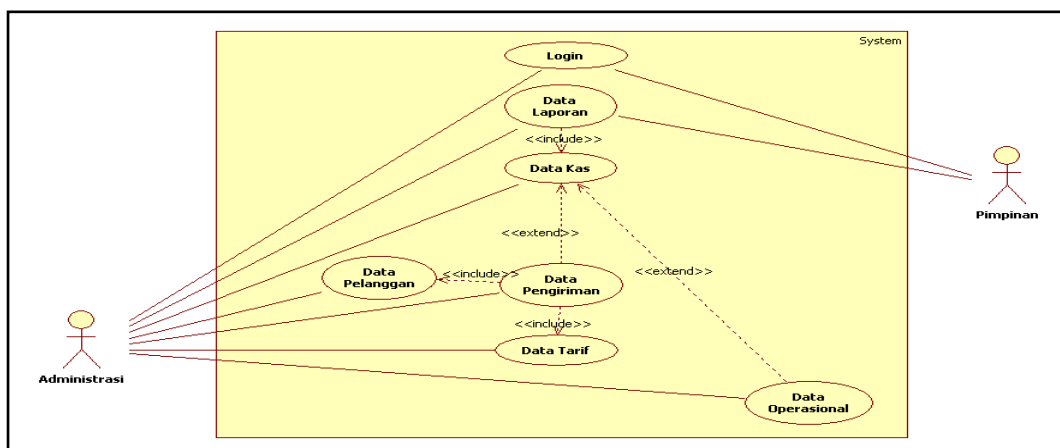 System
Login
Data
Laporan
<<include>>
Data Kas
Pimpinan
<<extend>>
Data
Pelanggan
<<include>>
Data
Pengiriman
<<extend>>
<<include>>
Data Tarif
Administrasi
Data
Operasional